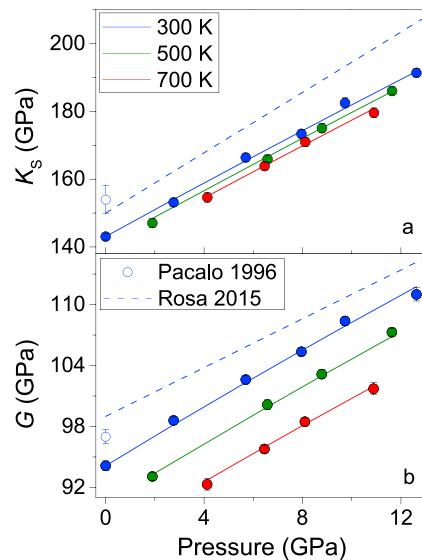 300 K
500 K
700 K
200
180
160
140
K_S (GPa)
a
Pacalo 1996
Rosa 2015
110
104
98
92
G (GPa)
b
0 4 8 12
Pressure (GPa)